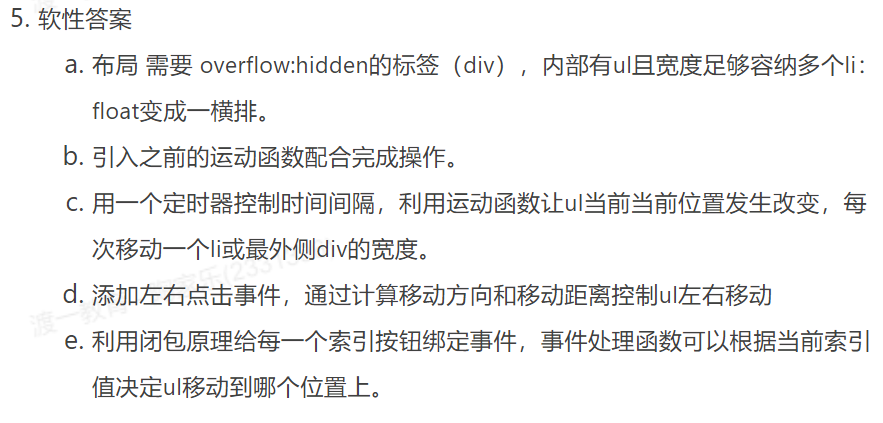 5. 软性答案
a. 布局 需要 overflow:hidden的标签（div），内部有ul且宽度足够容纳多个li：
float变成一横排。
b. 引入之前的运动函数配合完成操作。
c. 用一个定时器控制时间间隔，利用运动函数让ul当前当前位置发生改变，每
次移动一个li或最外侧div的宽度。
d. 添加左右点击事件，通过计算移动方向和移动距离控制ul左右移动
e. 利用闭包原理给每一个索引按钮绑定事件，事件处理函数可以根据当前索引
值决定ul移动到哪个位置上。